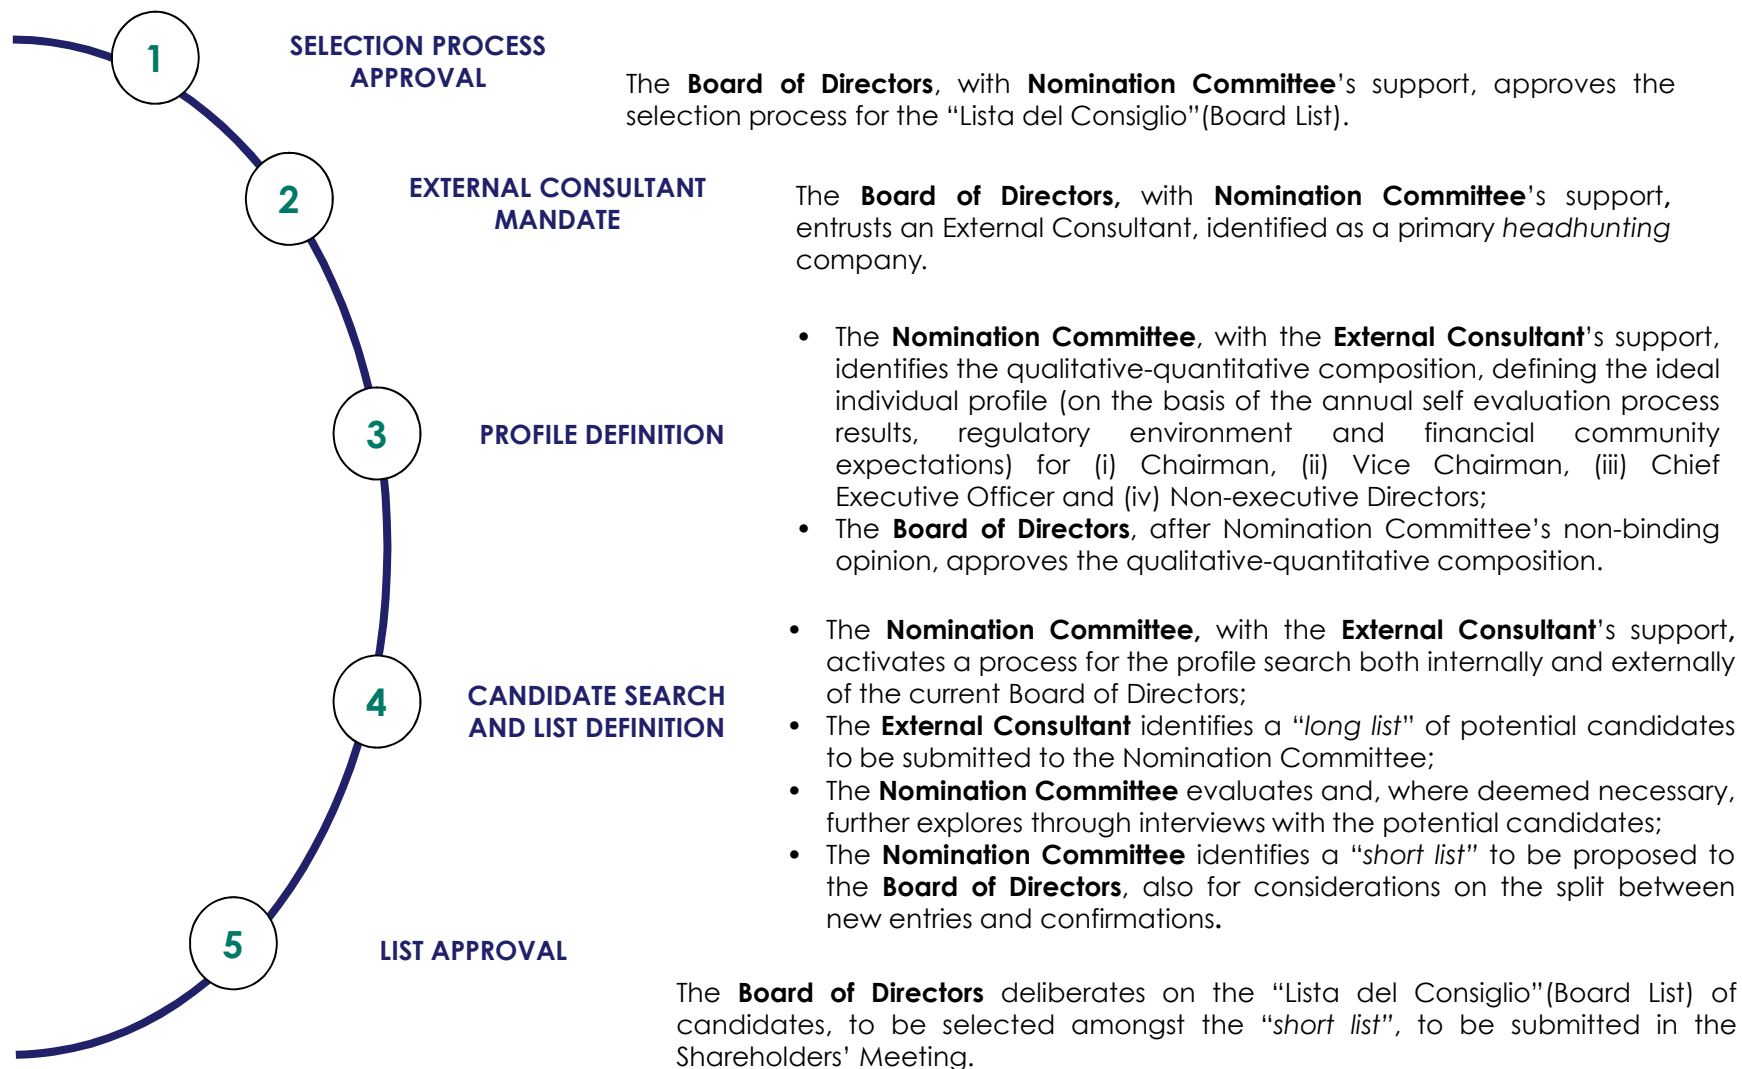 1
SELECTION PROCESS
APPROVAL
The Board of Directors, with Nomination Committee's support, approves the
selection process for the “Lista del Consiglio”(Board List).
2
EXTERNAL CONSULTANT
MANDATE
The Board of Directors, with Nomination Committee's support,
entrusts an External Consultant, identified as a primary headhunting
company.
3
PROFILE DEFINITION
• The Nomination Committee, with the External Consultant's support,
identifies the qualitative-quantitative composition, defining the ideal
individual profile (on the basis of the annual self evaluation process
results, regulatory environment and financial community
expectations) for (i) Chairman, (ii) Vice Chairman, (iii) Chief
Executive Officer and (iv) Non-executive Directors;
• The Board of Directors, after Nomination Committee's non-binding
opinion, approves the qualitative-quantitative composition.
4
CANDIDATE SEARCH
AND LIST DEFINITION
• The Nomination Committee, with the External Consultant's support,
activates a process for the profile search both internally and externally
of the current Board of Directors;
• The External Consultant identifies a “long list” of potential candidates
to be submitted to the Nomination Committee;
• The Nomination Committee evaluates and, where deemed necessary,
further explores through interviews with the potential candidates;
• The Nomination Committee identifies a “short list” to be proposed to
the Board of Directors, also for considerations on the split between
new entries and confirmations.
5
LIST APPROVAL
The Board of Directors deliberates on the “Lista del Consiglio”(Board List) of
candidates, to be selected amongst the “short list”, to be submitted in the
Shareholders' Meeting.